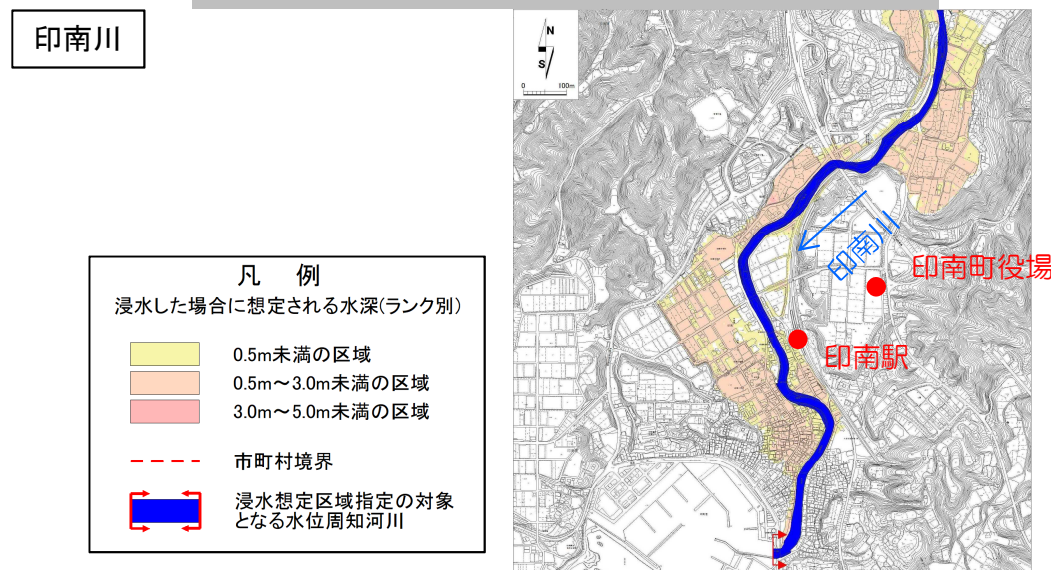 印南川
N
S
0 100m
印南川
印南町役場
印南駅
凡 例
浸水した場合に想定される水深(ランク別)
0.5m未満の区域
0.5m～3.0m未満の区域
3.0m～5.0m未満の区域
市町村境界
浸水想定区域指定の対象
となる水位周知河川